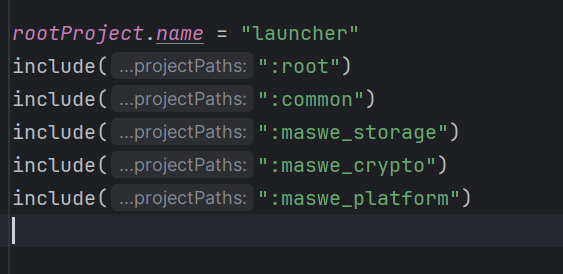 rootProject.name = "launcher"
include( ...projectPaths: ":root")
include( ...projectPaths: ":common")
include( ...projectPaths: ":maswe_storage")
include( ...projectPaths: ":maswe_crypto")
include( ...projectPaths: ":maswe_platform")